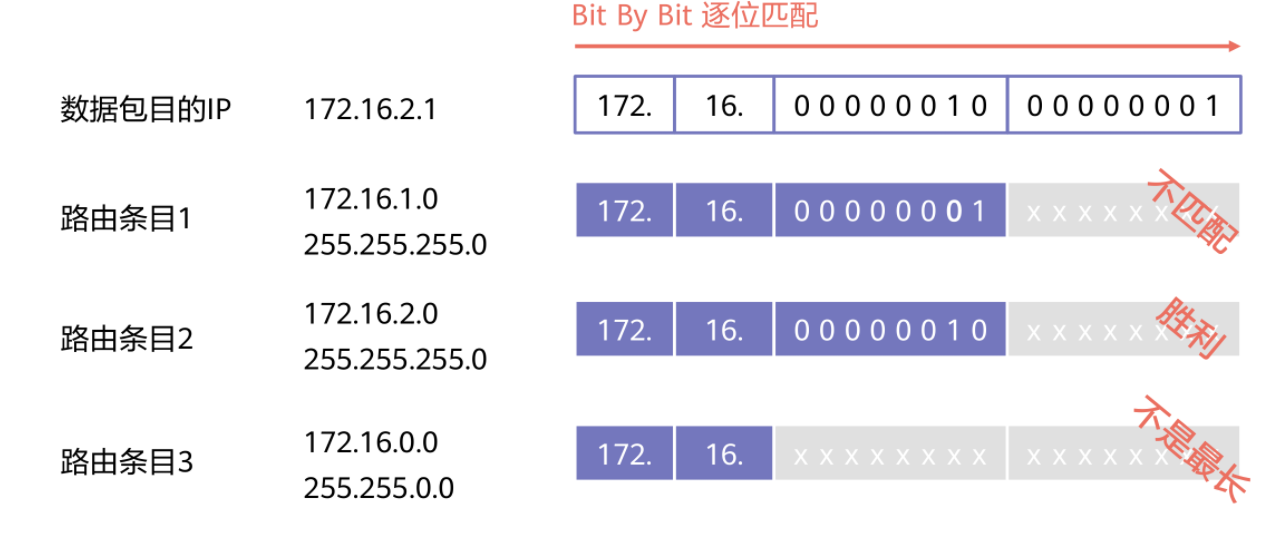 Bit By Bit 逐位匹配
数据包目的IP 172.16.2.1 172. 16. 0 0 0 0 0 0 1 0 0 0 0 0 0 0 0 1
路由条目1 172.16.1.0 255.255.255.0 172. 16. 0 0 0 0 0 0 0 1 x x x x x x x x 不匹配
路由条目2 172.16.2.0 255.255.255.0 172. 16. 0 0 0 0 0 0 1 0 x x x x x x x x 胜利
路由条目3 172.16.0.0 255.255.0.0 172. 16. x x x x x x x x x x x x x x x x 不是最长